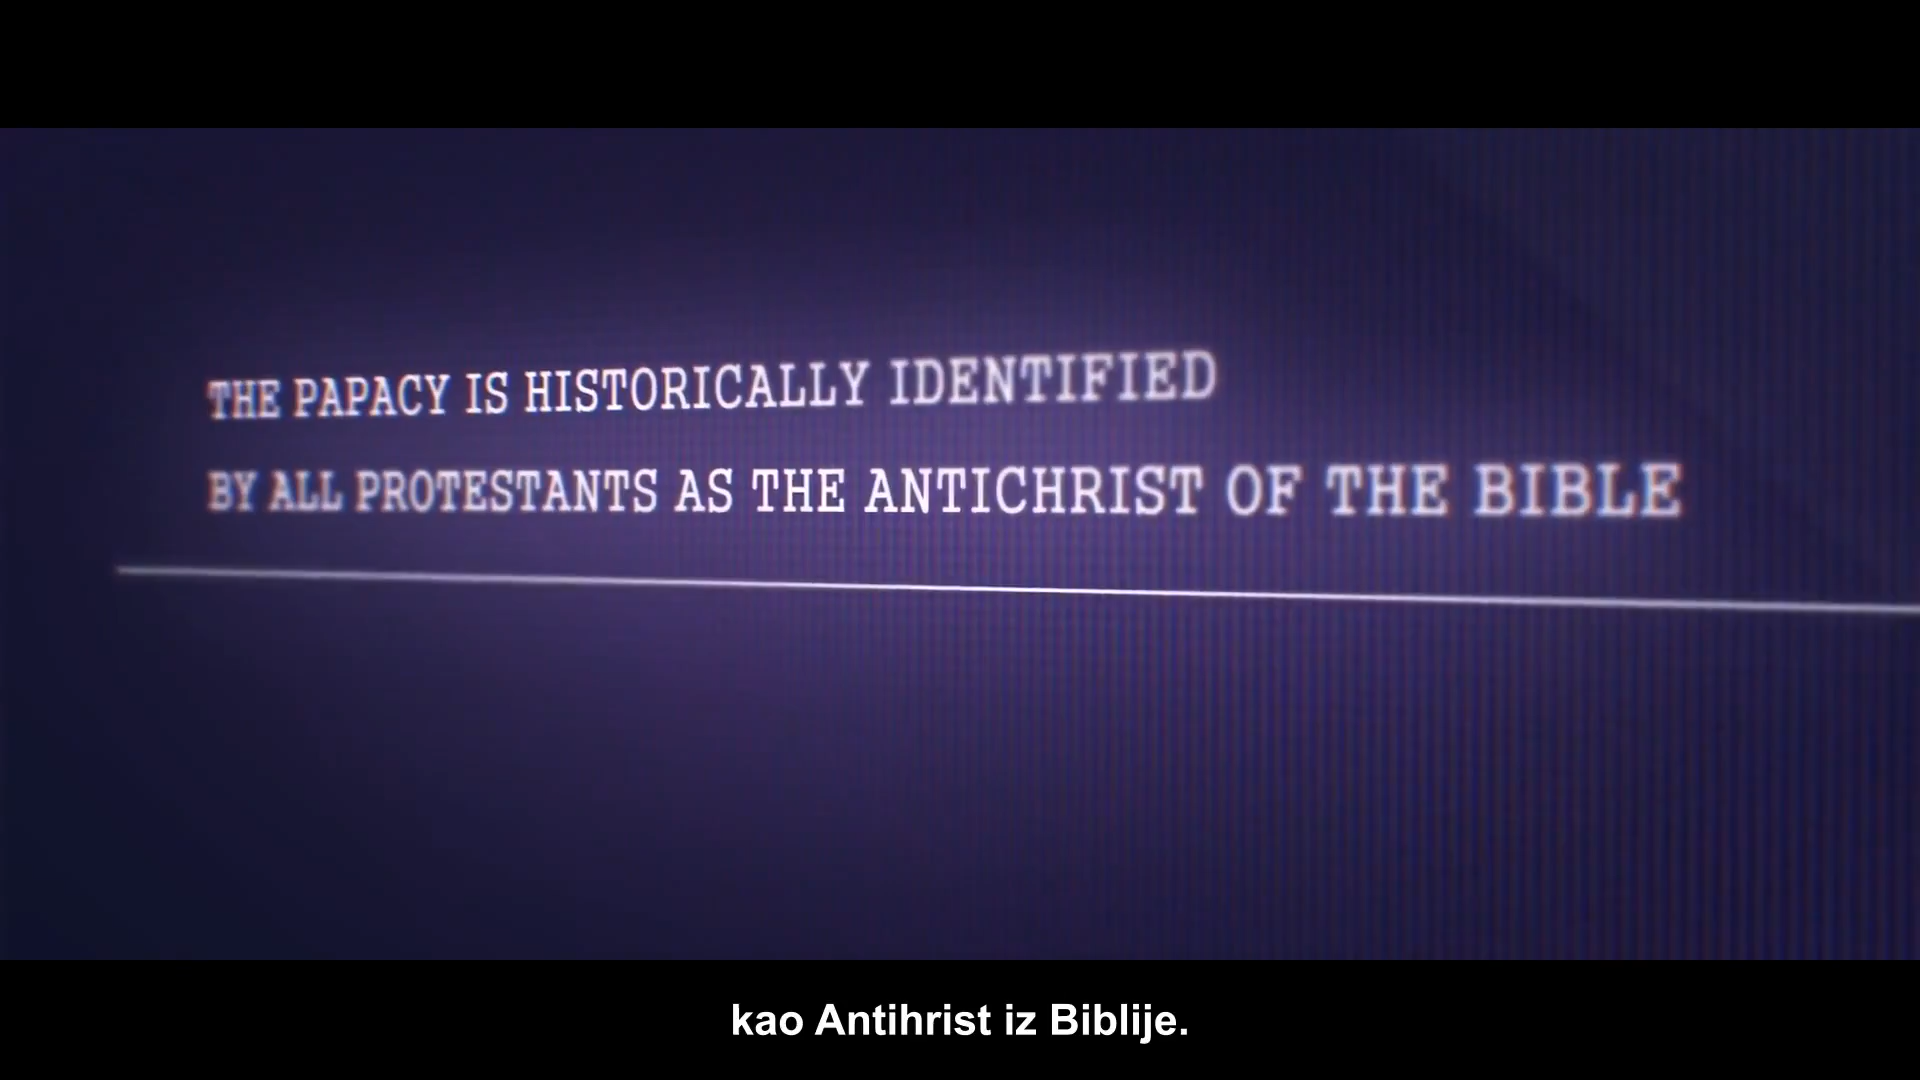 THE PAPACY IS HISTORICALLY IDENTIFIED
BY ALL PROTESTANTS AS THE ANTICHRIST OF THE BIBLE
kao Antihrist iz Biblije.